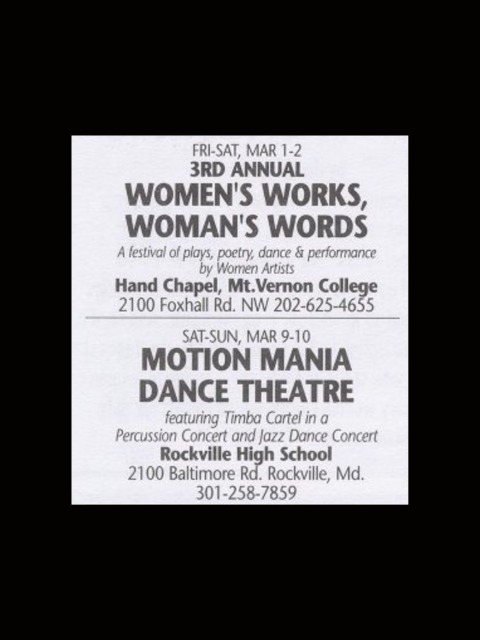 FRI-SAT, MAR 1-2
3RD ANNUAL
WOMEN'S WORKS,
WOMAN'S WORDS
A festival of plays, poetry, dance & performance
by Women Artists
Hand Chapel, Mt.Vernon College
2100 Foxhall Rd. NW 202-625-4655
SAT-SUN, MAR 9-10
MOTION MANIA
DANCE THEATRE
featuring Timba Cartel in a
Percussion Concert and Jazz Dance Concert
Rockville High School
2100 Baltimore Rd. Rockville, Md.
301-258-7859